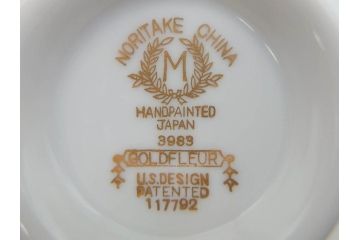 NORITAKE CHINA
M
HANDPAINTED
JAPAN
3983
GOLDFLEUR
U.S. DESIGN
PATENTED
117792